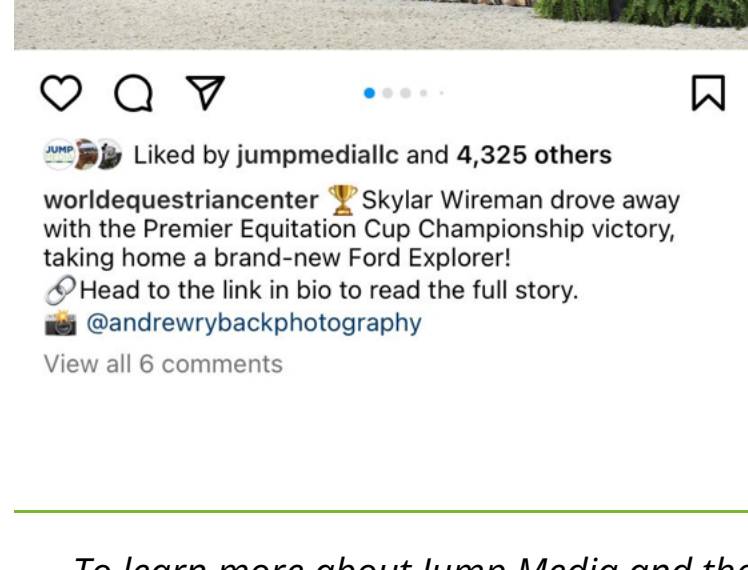 JUMP
Liked by jumpmediallc and 4,325 others
worldequestriancenter 🏆Skylar Wireman drove away
with the Premier Equitation Cup Championship victory,
taking home a brand-new Ford Explorer!
🔗Head to the link in bio to read the full story.
📸 @andrewrybackphotography
View all 6 comments
To learn more about Jump Media and the